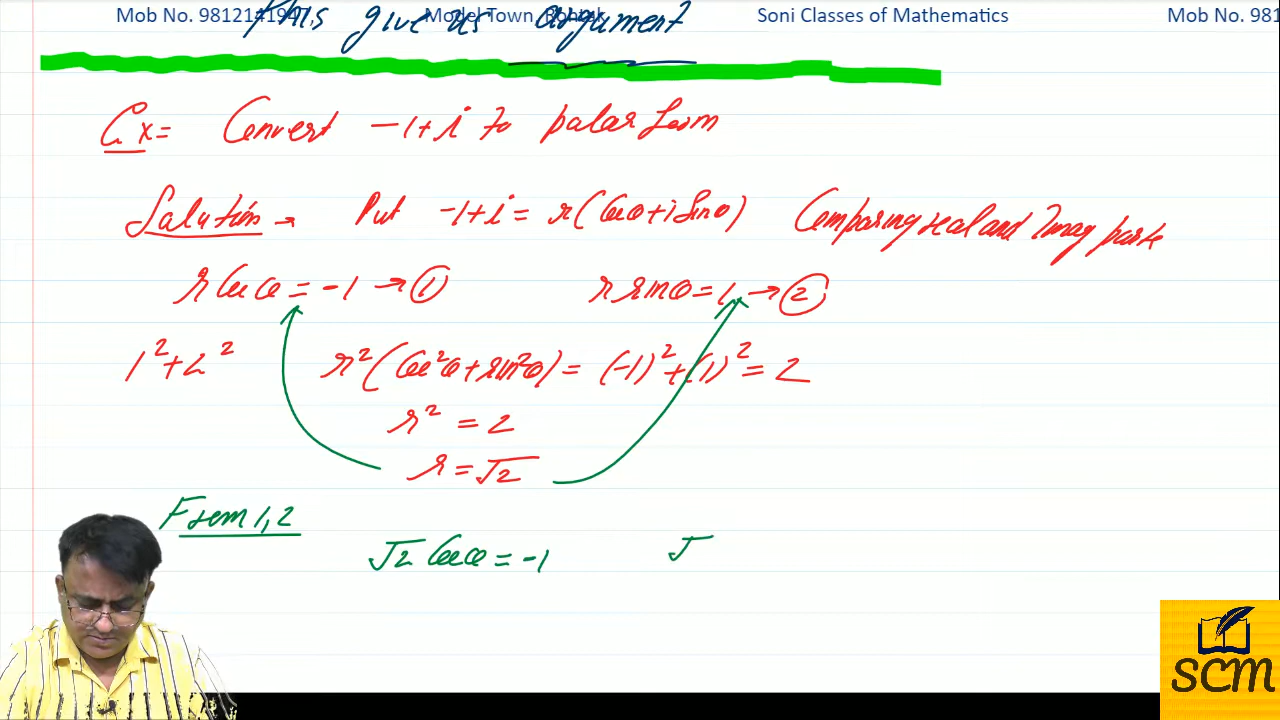 Mob No. 9812141947 Model Town, Rohtak Soni Classes of Mathematics Mob No. 981
This give us argument
Ex= Convert -1+i to polar form
Solution → Put -1+i = r(Cosθ+i Sinθ) Comparing real and Imag parts
r Cosθ = -1 → ① r sinθ = 1 → ②
1²+2² r²(Cos²θ+sin²θ) = (-1)²+(1)² = 2
r² = 2
r = √2
From 1, 2
√2 Cosθ = -1 √
SCM